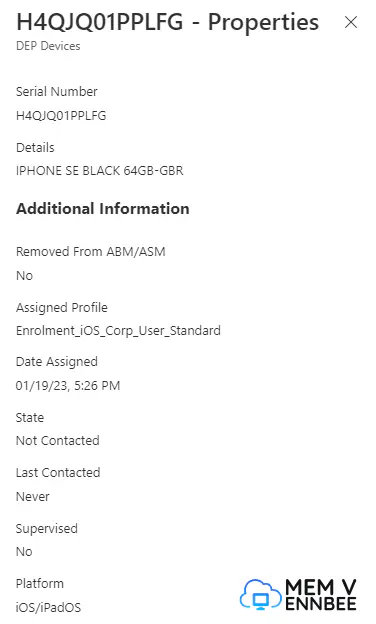 H4QJQ01PPLFG - Properties
DEP Devices
Serial Number
H4QJQ01PPLFG
Details
IPHONE SE BLACK 64GB-GBR
Additional Information
Removed From ABM/ASM
No
Assigned Profile
Enrolment_iOS_Corp_User_Standard
Date Assigned
01/19/23, 5:26 PM
State
Not Contacted
Last Contacted
Never
Supervised
No
Platform
iOS/iPadOS
MEM V
ENNBEE